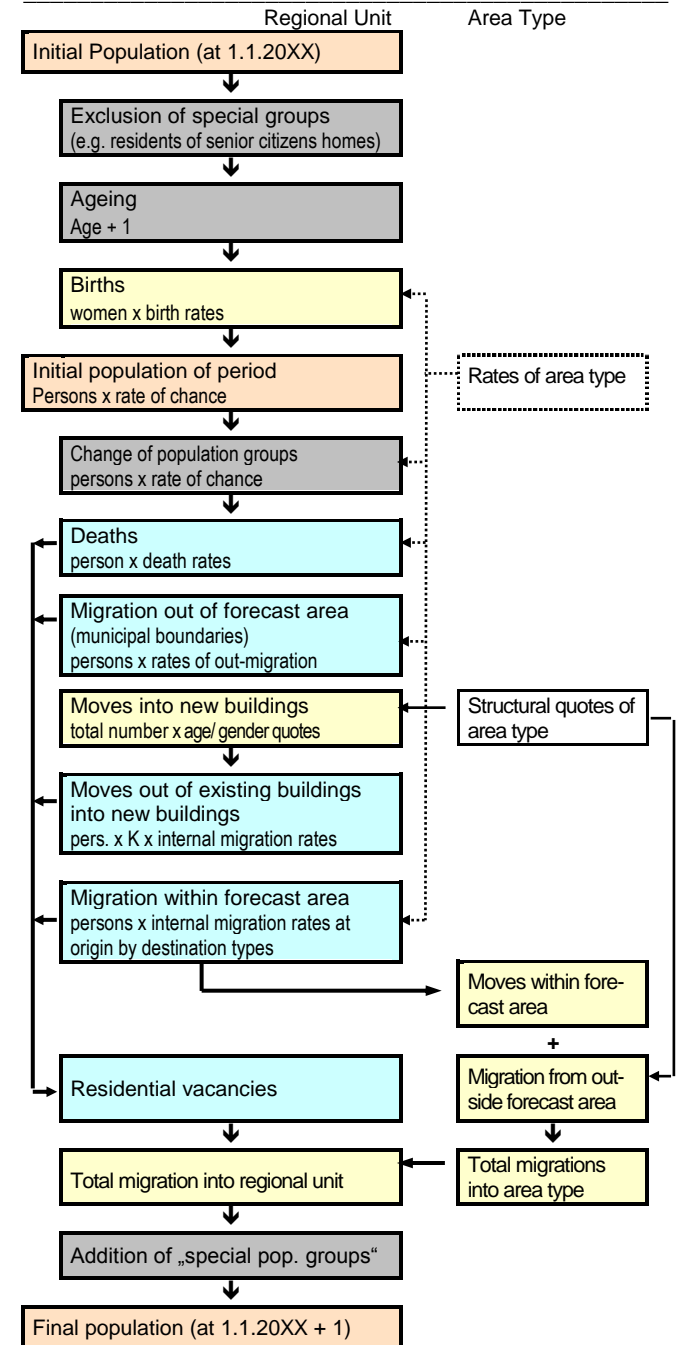 Regional Unit
Area Type
Initial Population (at 1.1.20XX)
Exclusion of special groups
(e.g. residents of senior citizens homes)
Ageing
Age + 1
Births
women x birth rates
Initial population of period
Persons x rate of chance
Rates of area type
Change of population groups
persons x rate of chance
Deaths
person x death rates
Migration out of forecast area
(municipal boundaries)
persons x rates of out-migration
Moves into new buildings
total number x age/ gender quotes
Structural quotes of
area type
Moves out of existing buildings
into new buildings
pers. x K x internal migration rates
Migration within forecast area
persons x internal migration rates at
origin by destination types
Moves within fore-
cast area
+
Residential vacancies
Migration from out-
side forecast area
Total migration into regional unit
Total migrations
into area type
Addition of „special pop. groups“
Final population (at 1.1.20XX + 1)